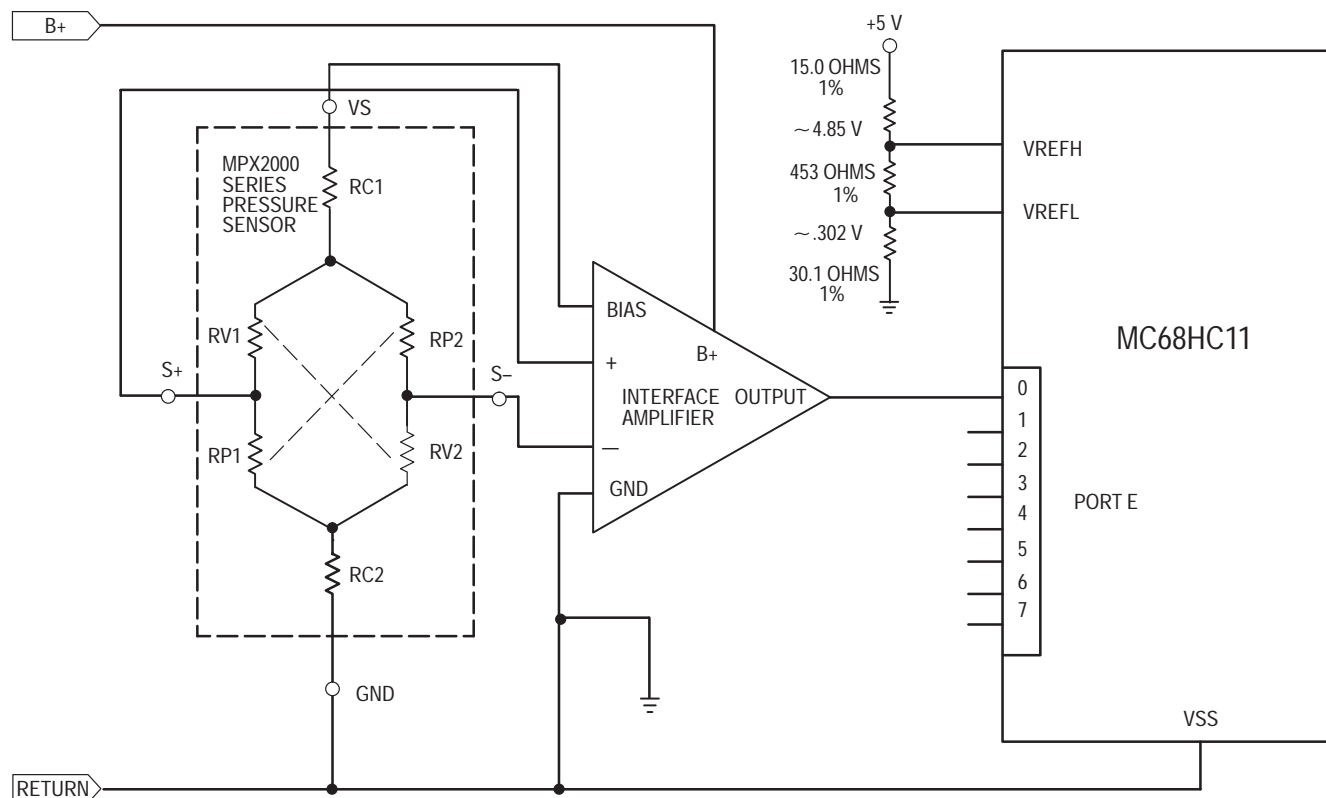 B+
+5 V
15.0 OHMS
1%
VS
~4.85 V
MPX2000
SERIES
PRESSURE
SENSOR
RC1
VREFH
453 OHMS
1%
VREFL
~.302 V
30.1 OHMS
1%
BIAS
RV1
RP2
B+
MC68HC11
S+
+
S–
INTERFACE
AMPLIFIER
OUTPUT
0
1
2
3
4
5
6
7
RP1
RV2
—
GND
PORT E
RC2
GND
VSS
RETURN